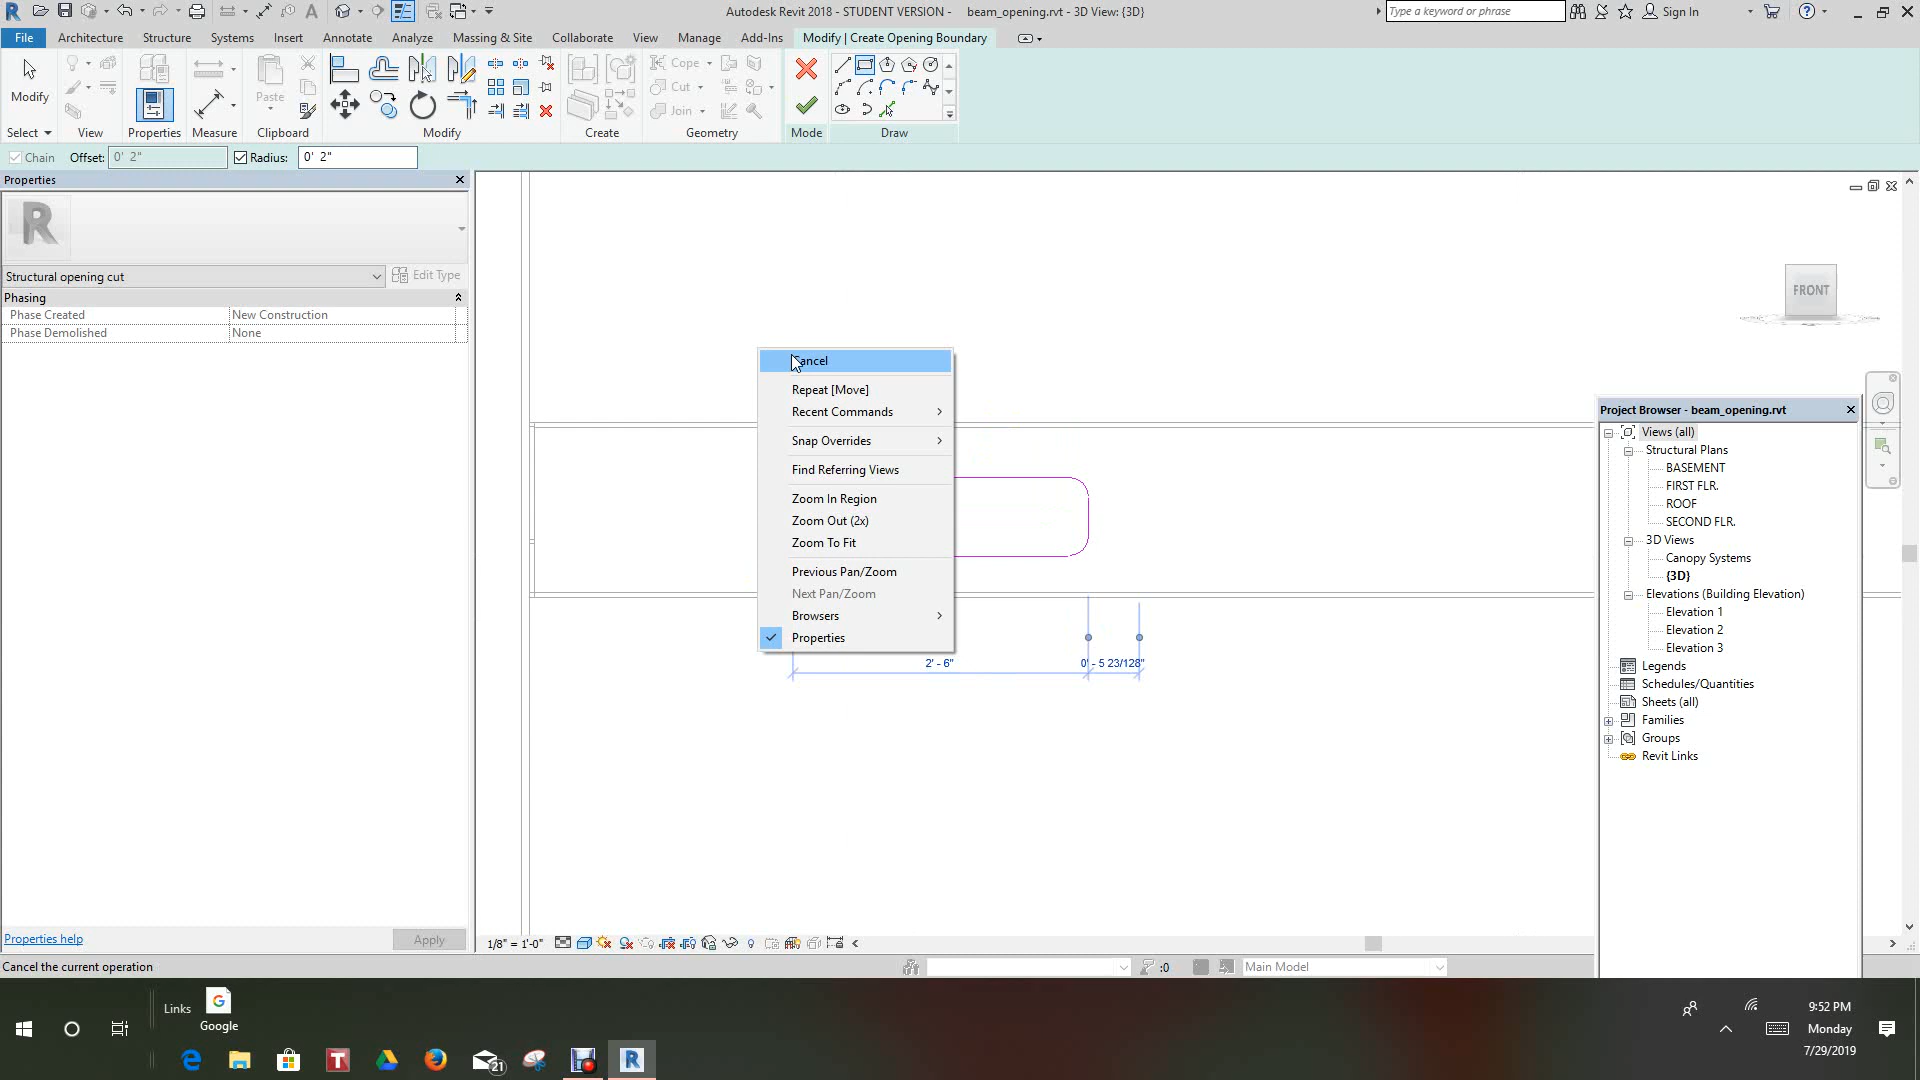 Autodesk Revit 2018 - STUDENT VERSION - beam_opening.rvt - 3D View: {3D}
Type a keyword or phrase
Sign In
File Architecture Structure Systems Insert Annotate Analyze Massing & Site Collaborate View Manage Add-Ins Modify | Create Opening Boundary
Modify
Paste
Cope
Cut
Join
Select View Properties Measure Clipboard Modify Create Geometry Mode Draw
Chain Offset: 0' 2" Radius: 0' 2"
Properties
R
Structural opening cut
Edit Type
Phasing
Phase Created New Construction
Phase Demolished None
Properties help
Apply
FRONT
Cancel
Repeat [Move]
Recent Commands
Snap Overrides
Find Referring Views
Zoom In Region
Zoom Out (2x)
Zoom To Fit
Previous Pan/Zoom
Next Pan/Zoom
Browsers
Properties
2' - 6" 0' - 5 23/128"
Project Browser - beam_opening.rvt
Views (all)
Structural Plans
BASEMENT
FIRST FLR.
ROOF
SECOND FLR.
3D Views
Canopy Systems
{3D}
Elevations (Building Elevation)
Elevation 1
Elevation 2
Elevation 3
Legends
Schedules/Quantities
Sheets (all)
Families
Groups
Revit Links
1/8" = 1'-0"
Cancel the current operation
:0
Main Model
Links
Google
21
9:52 PM
Monday
7/29/2019